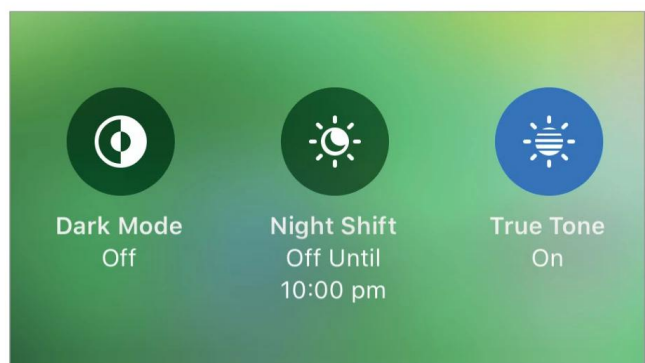 Dark Mode
Off
Night Shift
Off Until
10:00 pm
True Tone
On